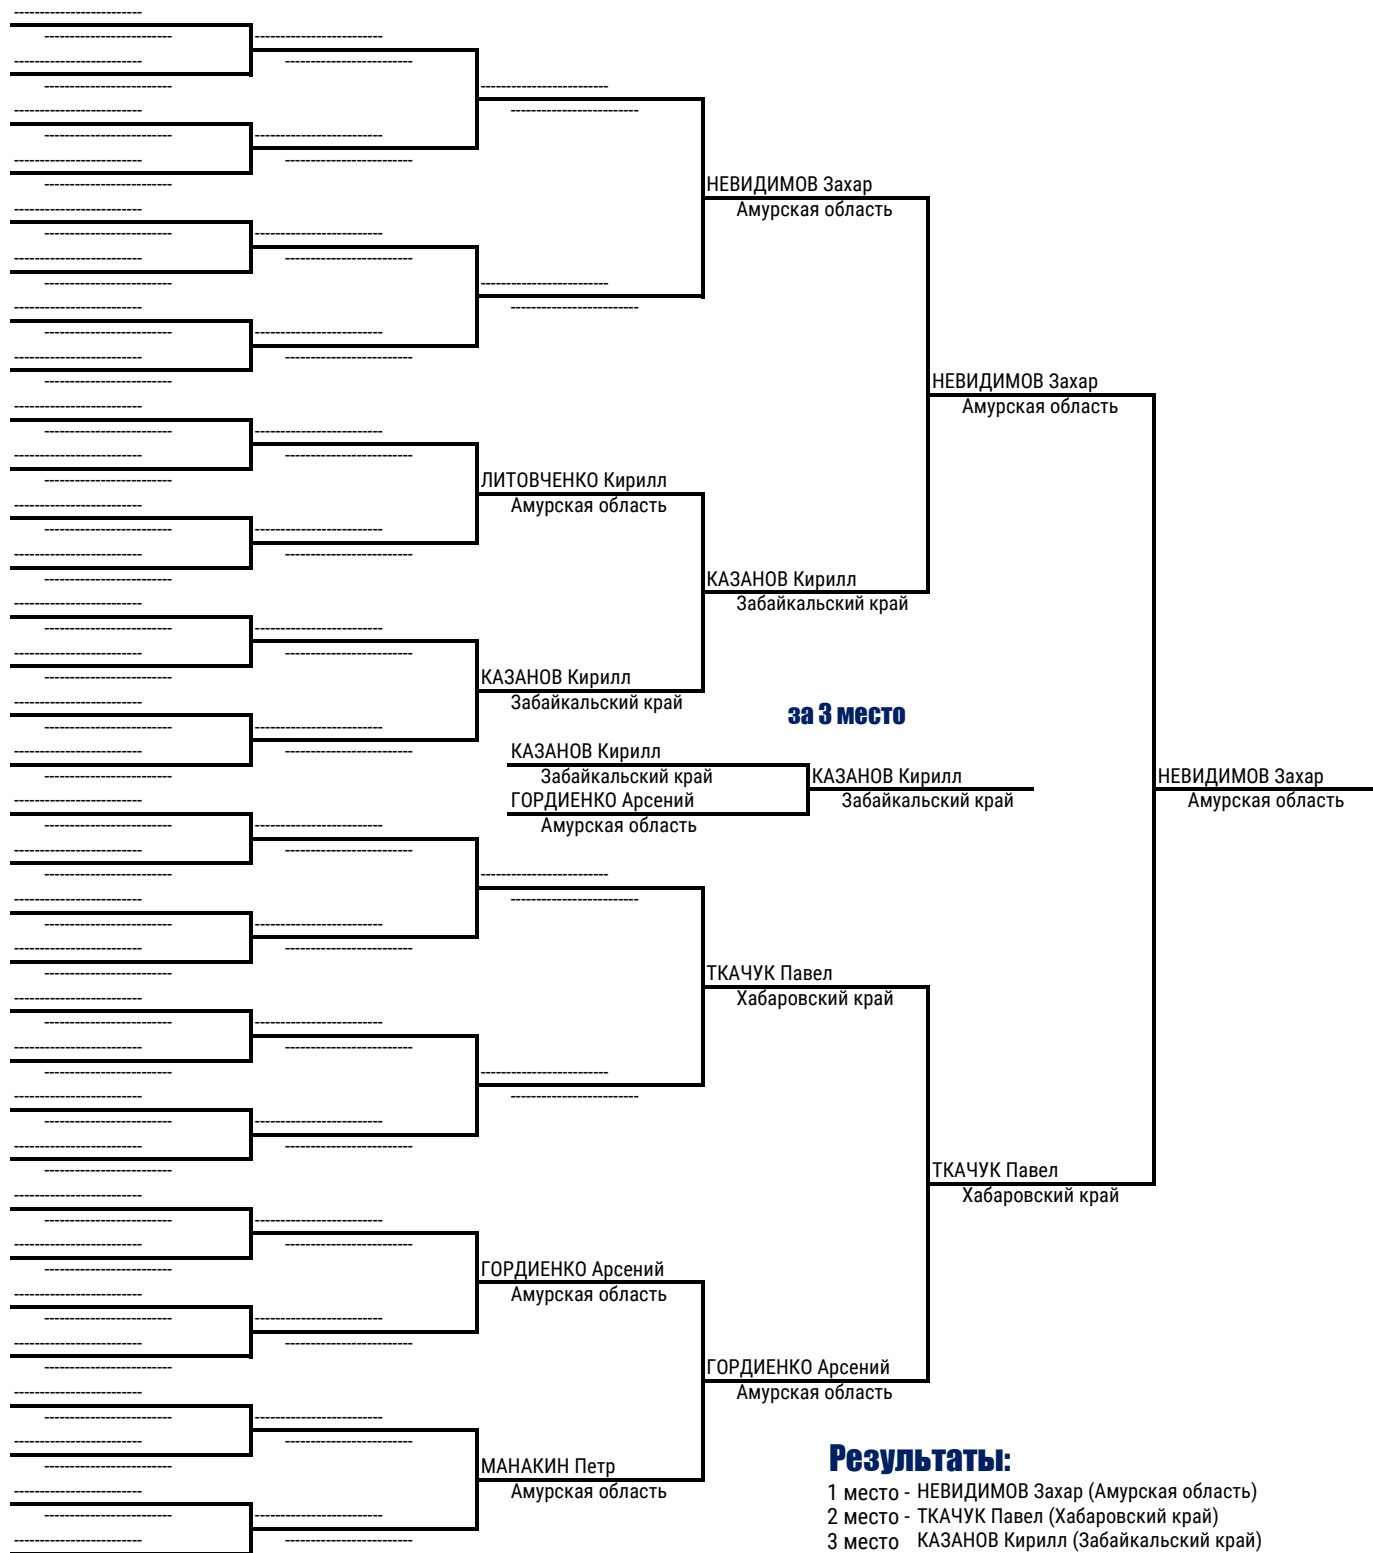 НЕВИДИМОВ Захар
Амурская область
НЕВИДИМОВ Захар
Амурская область
ЛИТОВЧЕНКО Кирилл
Амурская область
КАЗАНОВ Кирилл
Забайкальский край
КАЗАНОВ Кирилл
Забайкальский край
за 3 место
КАЗАНОВ Кирилл
Забайкальский край
ГОРДИЕНКО Арсений
Амурская область
КАЗАНОВ Кирилл
Забайкальский край
НЕВИДИМОВ Захар
Амурская область
ТКАЧУК Павел
Хабаровский край
ТКАЧУК Павел
Хабаровский край
ГОРДИЕНКО Арсений
Амурская область
ГОРДИЕНКО Арсений
Амурская область
МАНАКИН Петр
Амурская область
Результаты:
1 место - НЕВИДИМОВ Захар (Амурская область)
2 место - ТКАЧУК Павел (Хабаровский край)
3 место КАЗАНОВ Кирилл (Забайкальский край)